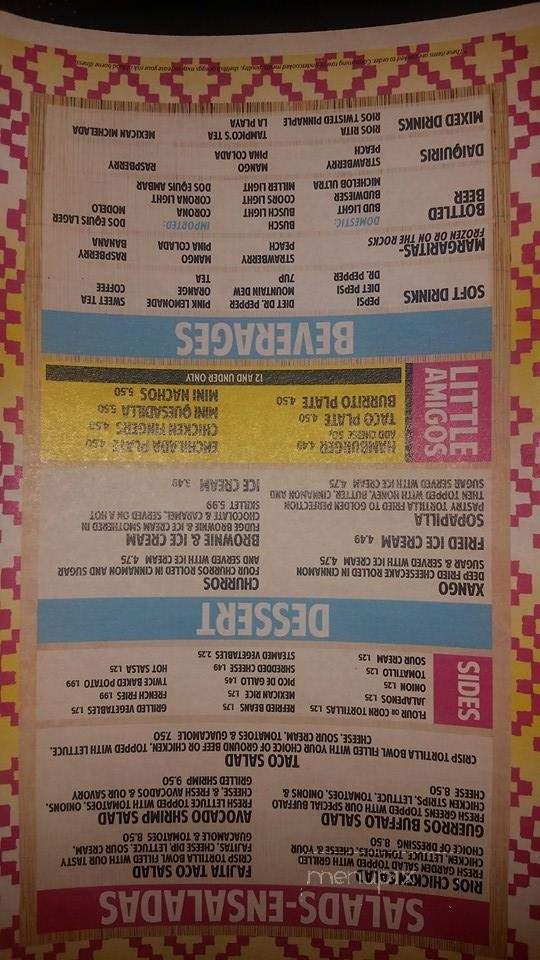 SALADS-ENSALADAS
RIOS CHICKEN SALAD
FRESH GARDEN SALAD TOPPED WITH GRILLED
CHICKEN, LETTUCE, TOMATOES, CHEESE & YOUR
CHOICE OF DRESSING 8.50
GUERROS BUFFALO SALAD
FRESH GREENS TOPPED WITH OUR SPECIAL BUFFALO
CHICKEN STRIPS, LETTUCE, TOMATOES, ONIONS &
CHEESE 8.50
FAJITA TACO SALAD
CRISP TORTILLA BOWL FILLED WITH OUR TASTY
FAJITAS, CHEESE DIP, LETTUCE, SOUR CREAM,
GUACAMOLE & TOMATOES 8.50
AVOCADO SHRIMP SALAD
FRESH LETTUCE TOPPED WITH TOMATOES, ONIONS,
CHEESE, & FRESH AVOCADOS & OUR SAVORY
GRILLED SHRIMP 9.50
TACO SALAD
CRISP TORTILLA BOWL FILLED WITH YOUR CHOICE OF GROUND BEEF OR CHICKEN, TOPPED WITH LETTUCE,
CHEESE, SOUR CREAM, TOMATOES & GUACAMOLE 7.50
SIDES
FLOUR OR CORN TORTILLAS 1.25
JALAPENOS 1.25
ONION 1.25
TOMATILLO 1.25
SOUR CREAM 1.25
REFRIED BEANS 1.75
MEXICAN RICE 1.75
PICO DE GALLO 1.45
SHREDDED CHEESE 1.49
STEAMED VEGETABLES 2.25
GRILLED VEGETABLES 1.75
FRENCH FRIES 1.99
TWICE BAKED POTATO 1.99
HOT SALSA 1.25
DESSERT
XANGO
DEEP FRIED CHEESECAKE ROLLED IN CINNAMON
SUGAR & SERVED WITH ICE CREAM 4.75
FRIED ICE CREAM 4.49
SOPAPILLA
PASTRY TORTILLA FRIED TO GOLDEN PERFECTION
THEN TOPPED WITH HONEY, BUTTER, CINNAMON AND
SUGAR SERVED WITH ICE CREAM 4.75
CHURROS
FOUR CHURROS ROLLED IN CINNAMON AND SUGAR
AND SERVED WITH ICE CREAM 4.75
BROWNIE & ICE CREAM
FUDGE BROWNIE & ICE CREAM SMOTHERED IN
CHOCOLATE & CARAMEL, SERVED ON A HOT
SKILLET 5.99
ICE CREAM 3.49
LITTLE
AMIGOS
HAMBURGER 4.49
ADD CHEESE 50¢
TACO PLATE 4.50
BURRITO PLATE 4.50
ENCHILADA PLATE 4.50
CHICKEN FINGERS 4.50
MINI QUESADILLA 5.50
MINI NACHOS 5.50
12 AND UNDER ONLY
BEVERAGES
SOFT DRINKS
PEPSI
DIET PEPSI
DR. PEPPER
DIET DR. PEPPER
MOUNTAIN DEW
7UP
PINK LEMONADE
ORANGE
TEA
SWEET TEA
COFFEE
MARGARITAS-
FROZEN OR ON THE ROCKS
STRAWBERRY
PEACH
MANGO
PINA COLADA
RASPBERRY
BANANA
BOTTLED
BEER
DOMESTIC:
BUD LIGHT
BUDWIESER
MICHELOB ULTRA
BUSCH
BUSCH LIGHT
COORS LIGHT
MILLER LIGHT
IMPORTED:
CORONA
CORONA LIGHT
DOS EQUIS AMBAR
DOS EQUIS LAGER
MODELO
DAIQUIRIS
STRAWBERRY
PEACH
MANGO
PINA COLADA
RASPBERRY
MIXED DRINKS
RIOS RITA
RIOS TWISTED PINNAPLE
TAMPICO'S TEA
LA PLAYA
MEXICAN MICHELADA
menupix